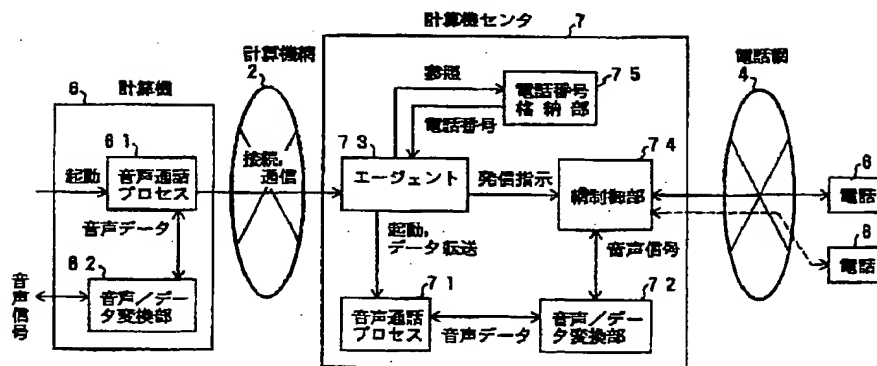 計算機センタ
7
計算機網
2
電話網
4
計算機
6
参照
75
電話番号
格納部
電話番号
73
74
61
起動
音声通話
プロセス
接続,
通信
エージェント
発信指示
網制御部
8
電話
8
電話
音声データ
起動,
データ転送
音声信号
62
音声/デー
タ変換部
音声信号
71
音声通話
プロセス
音声データ
72
音声/デー
タ変換部